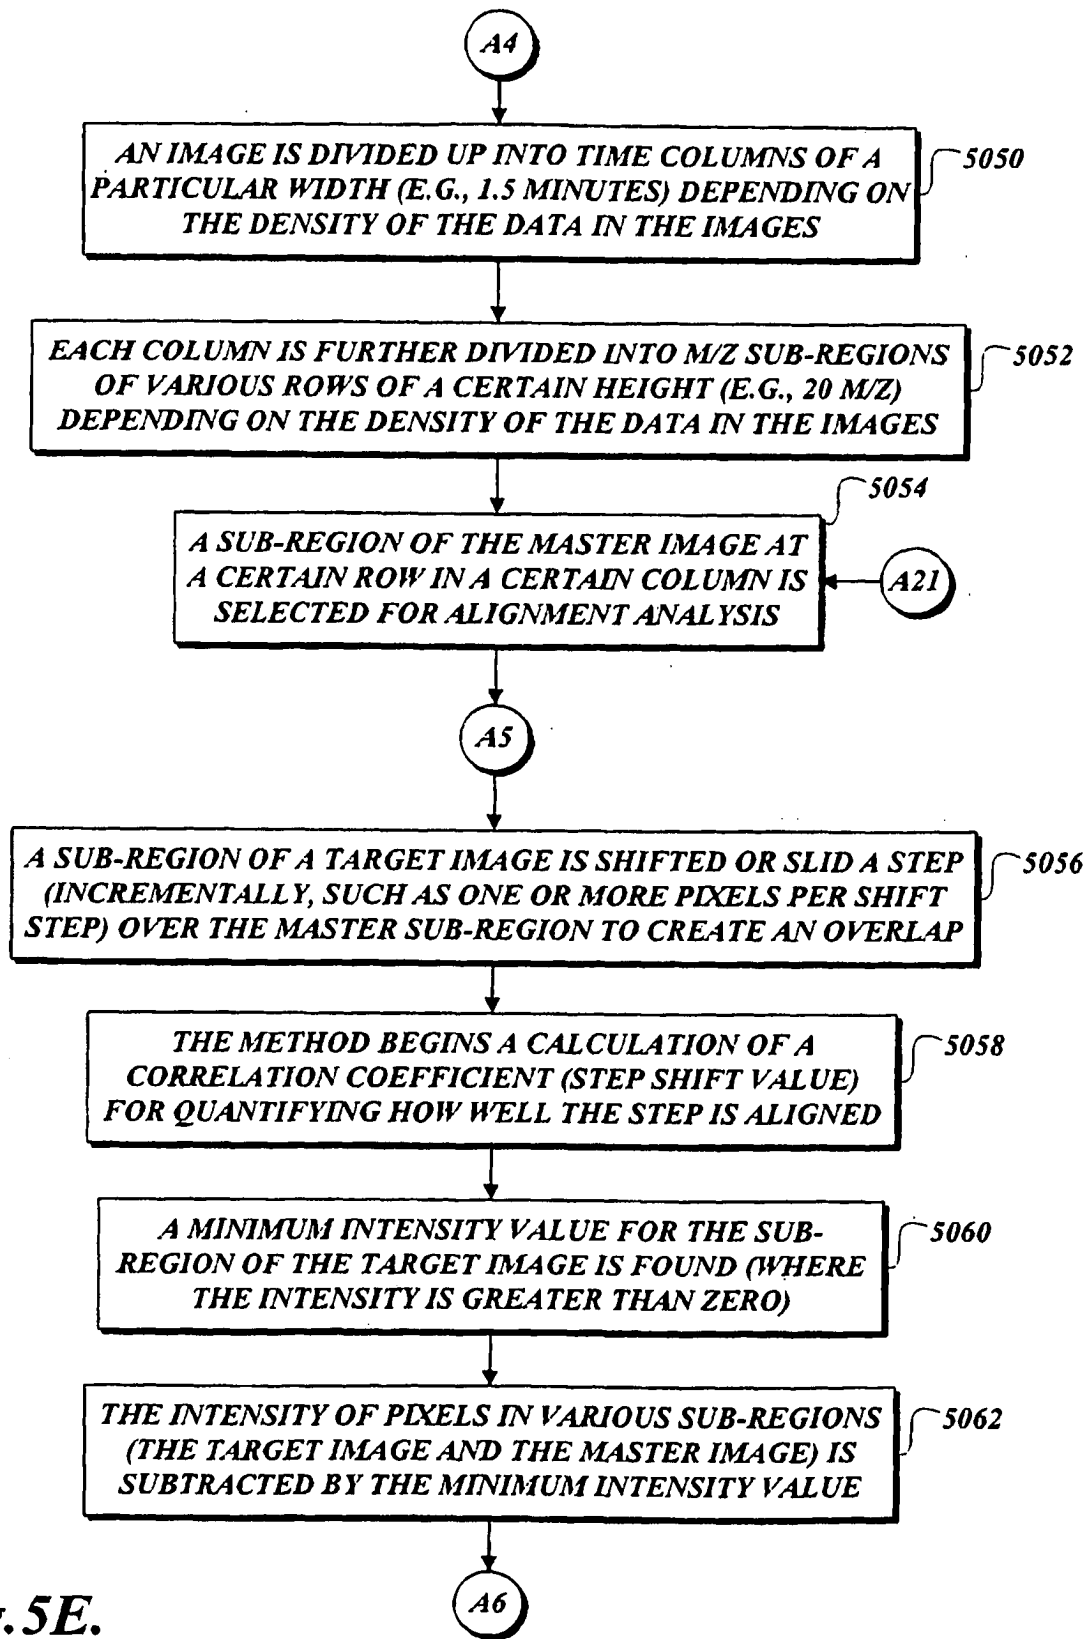 A4
AN IMAGE IS DIVIDED UP INTO TIME COLUMNS OF A
PARTICULAR WIDTH (E.G., 1.5 MINUTES) DEPENDING ON
THE DENSITY OF THE DATA IN THE IMAGES
5050
EACH COLUMN IS FURTHER DIVIDED INTO M/Z SUB-REGIONS
OF VARIOUS ROWS OF A CERTAIN HEIGHT (E.G., 20 M/Z)
DEPENDING ON THE DENSITY OF THE DATA IN THE IMAGES
5052
5054
A SUB-REGION OF THE MASTER IMAGE AT
A CERTAIN ROW IN A CERTAIN COLUMN IS
SELECTED FOR ALIGNMENT ANALYSIS
A21
A5
A SUB-REGION OF A TARGET IMAGE IS SHIFTED OR SLID A STEP
(INCREMENTALLY, SUCH AS ONE OR MORE PIXELS PER SHIFT
STEP) OVER THE MASTER SUB-REGION TO CREATE AN OVERLAP
5056
THE METHOD BEGINS A CALCULATION OF A
CORRELATION COEFFICIENT (STEP SHIFT VALUE)
FOR QUANTIFYING HOW WELL THE STEP IS ALIGNED
5058
A MINIMUM INTENSITY VALUE FOR THE SUB-
REGION OF THE TARGET IMAGE IS FOUND (WHERE
THE INTENSITY IS GREATER THAN ZERO)
5060
THE INTENSITY OF PIXELS IN VARIOUS SUB-REGIONS
(THE TARGET IMAGE AND THE MASTER IMAGE) IS
SUBTRACTED BY THE MINIMUM INTENSITY VALUE
5062
A6
.5E.